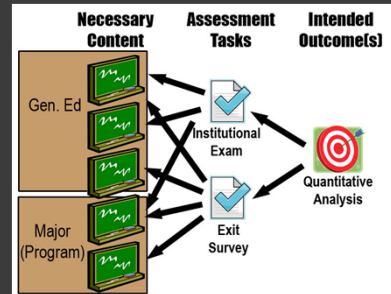 Necessary
Content
Assessment
Tasks
Intended
Outcome(s)
Gen. Ed
Institutional
Exam
Quantitative
Analysis
Major
(Program)
Exit
Survey